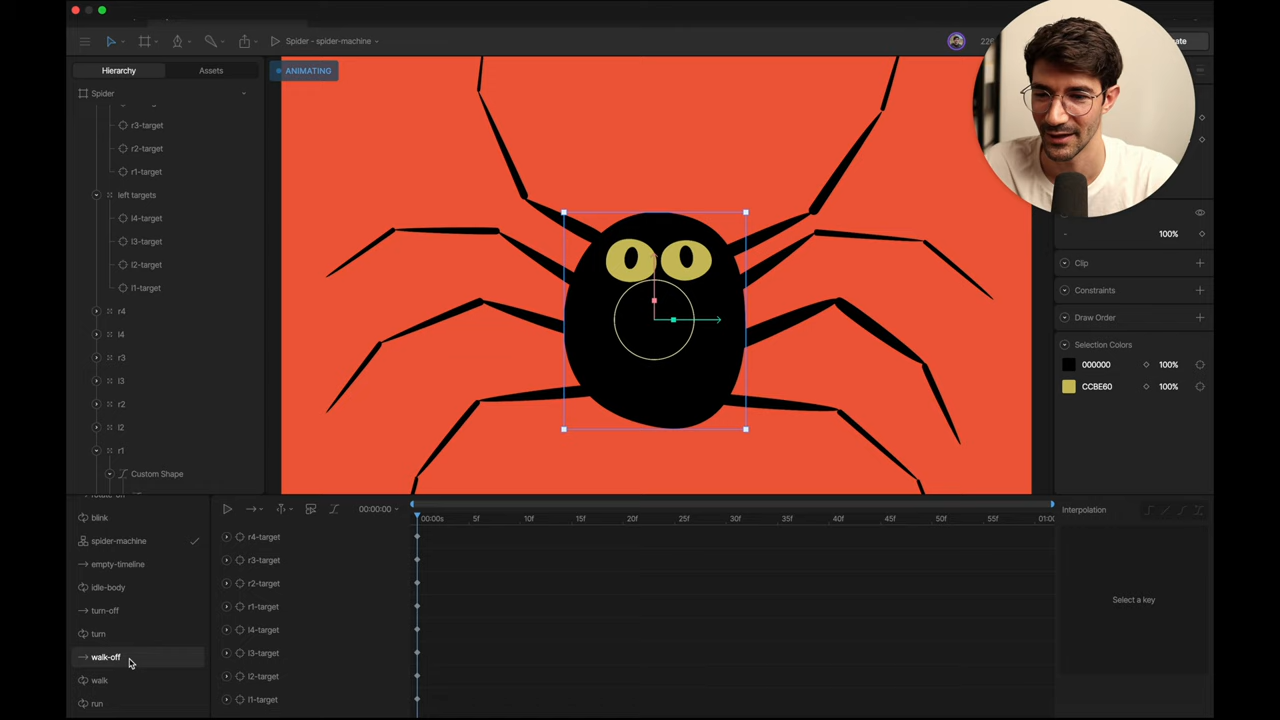 Spider - spider-machine
Hierarchy
Assets
ANIMATING
Spider
r3-target
r2-target
r1-target
left targets
l4-target
l3-target
l2-target
l1-target
r4
l4
r3
l3
r2
l2
r1
Custom Shape
100%
Clip
Constraints
Draw Order
Selection Colors
000000 100%
CCBE60 100%
blink
spider-machine
empty-timeline
idle-body
turn-off
turn
walk-off
walk
run
00:00:00
00:00s 5f 10f 15f 20f 25f 30f 35f 40f 45f 50f 55f 01:00
r4-target
r3-target
r2-target
r1-target
l4-target
l3-target
l2-target
l1-target
Interpolation
Select a key